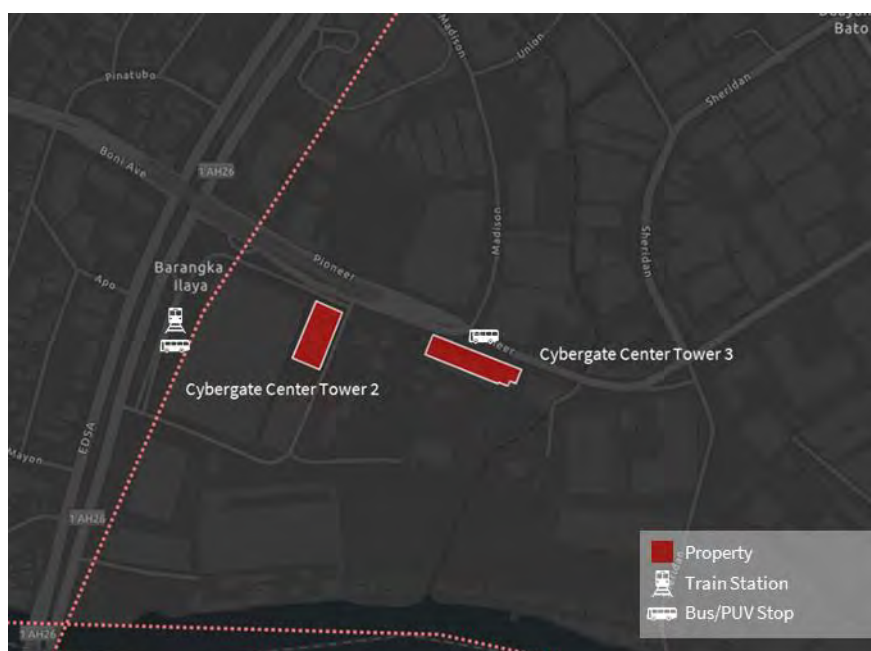 Bato
Madison
Union
Pinatubo
Sheridan
Boni Ave
1 AH26
Pioneer
Madison
Sheridan
Barangka
Ilaya
Apo
Cybergate Center Tower 3
Cybergate Center Tower 2
EDSA
Mayon
1 AH26
Property
Train Station
Bus/PUV Stop
1 AH26